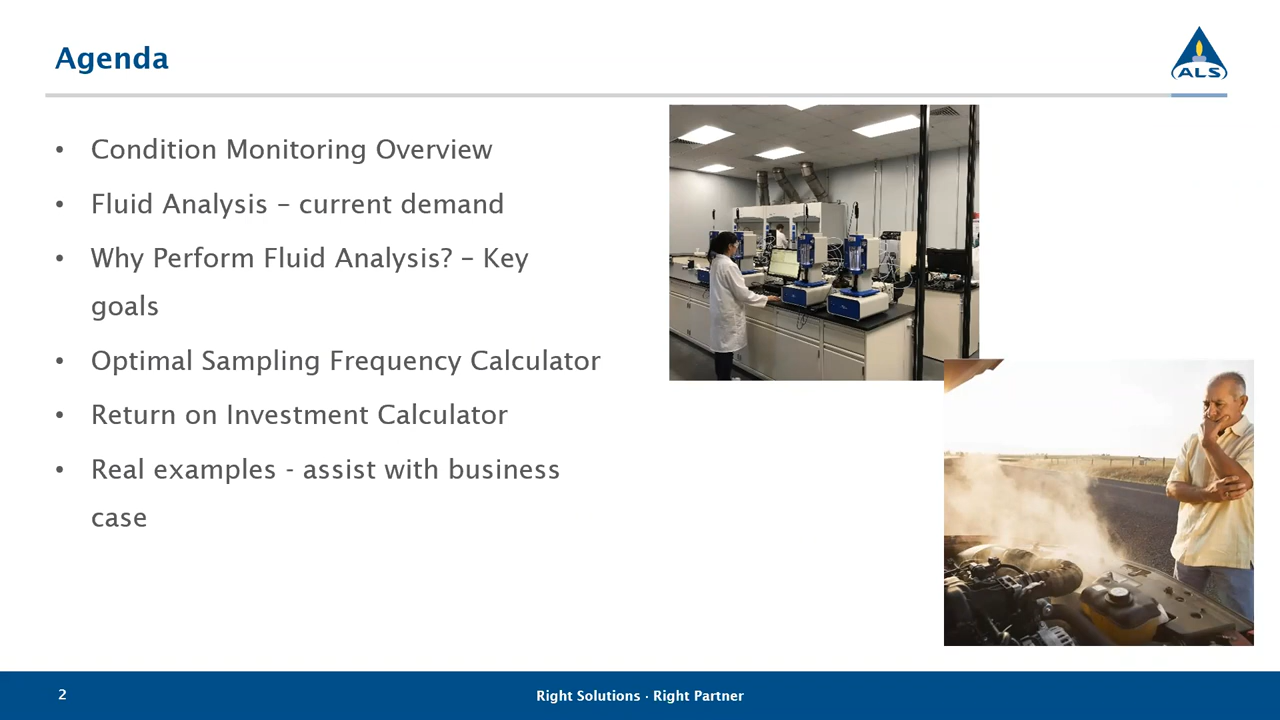 Agenda
ALS
• Condition Monitoring Overview
• Fluid Analysis – current demand
• Why Perform Fluid Analysis? – Key
goals
• Optimal Sampling Frequency Calculator
• Return on Investment Calculator
• Real examples - assist with business
case
2
Right Solutions · Right Partner